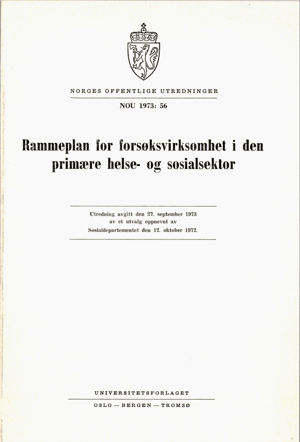 NORGES OFFENTLIGE UTREDNINGER
NOU 1973: 56
Rammeplan for forsøksvirksomhet i den
primære helse- og sosialsektor
Utredning avgitt den 27. september 1973
av et utvalg oppnevnt av
Sosialdepartementet den 12. oktober 1972.
UNIVERSITETSFORLAGET
OSLO — BERGEN — TROMSØ